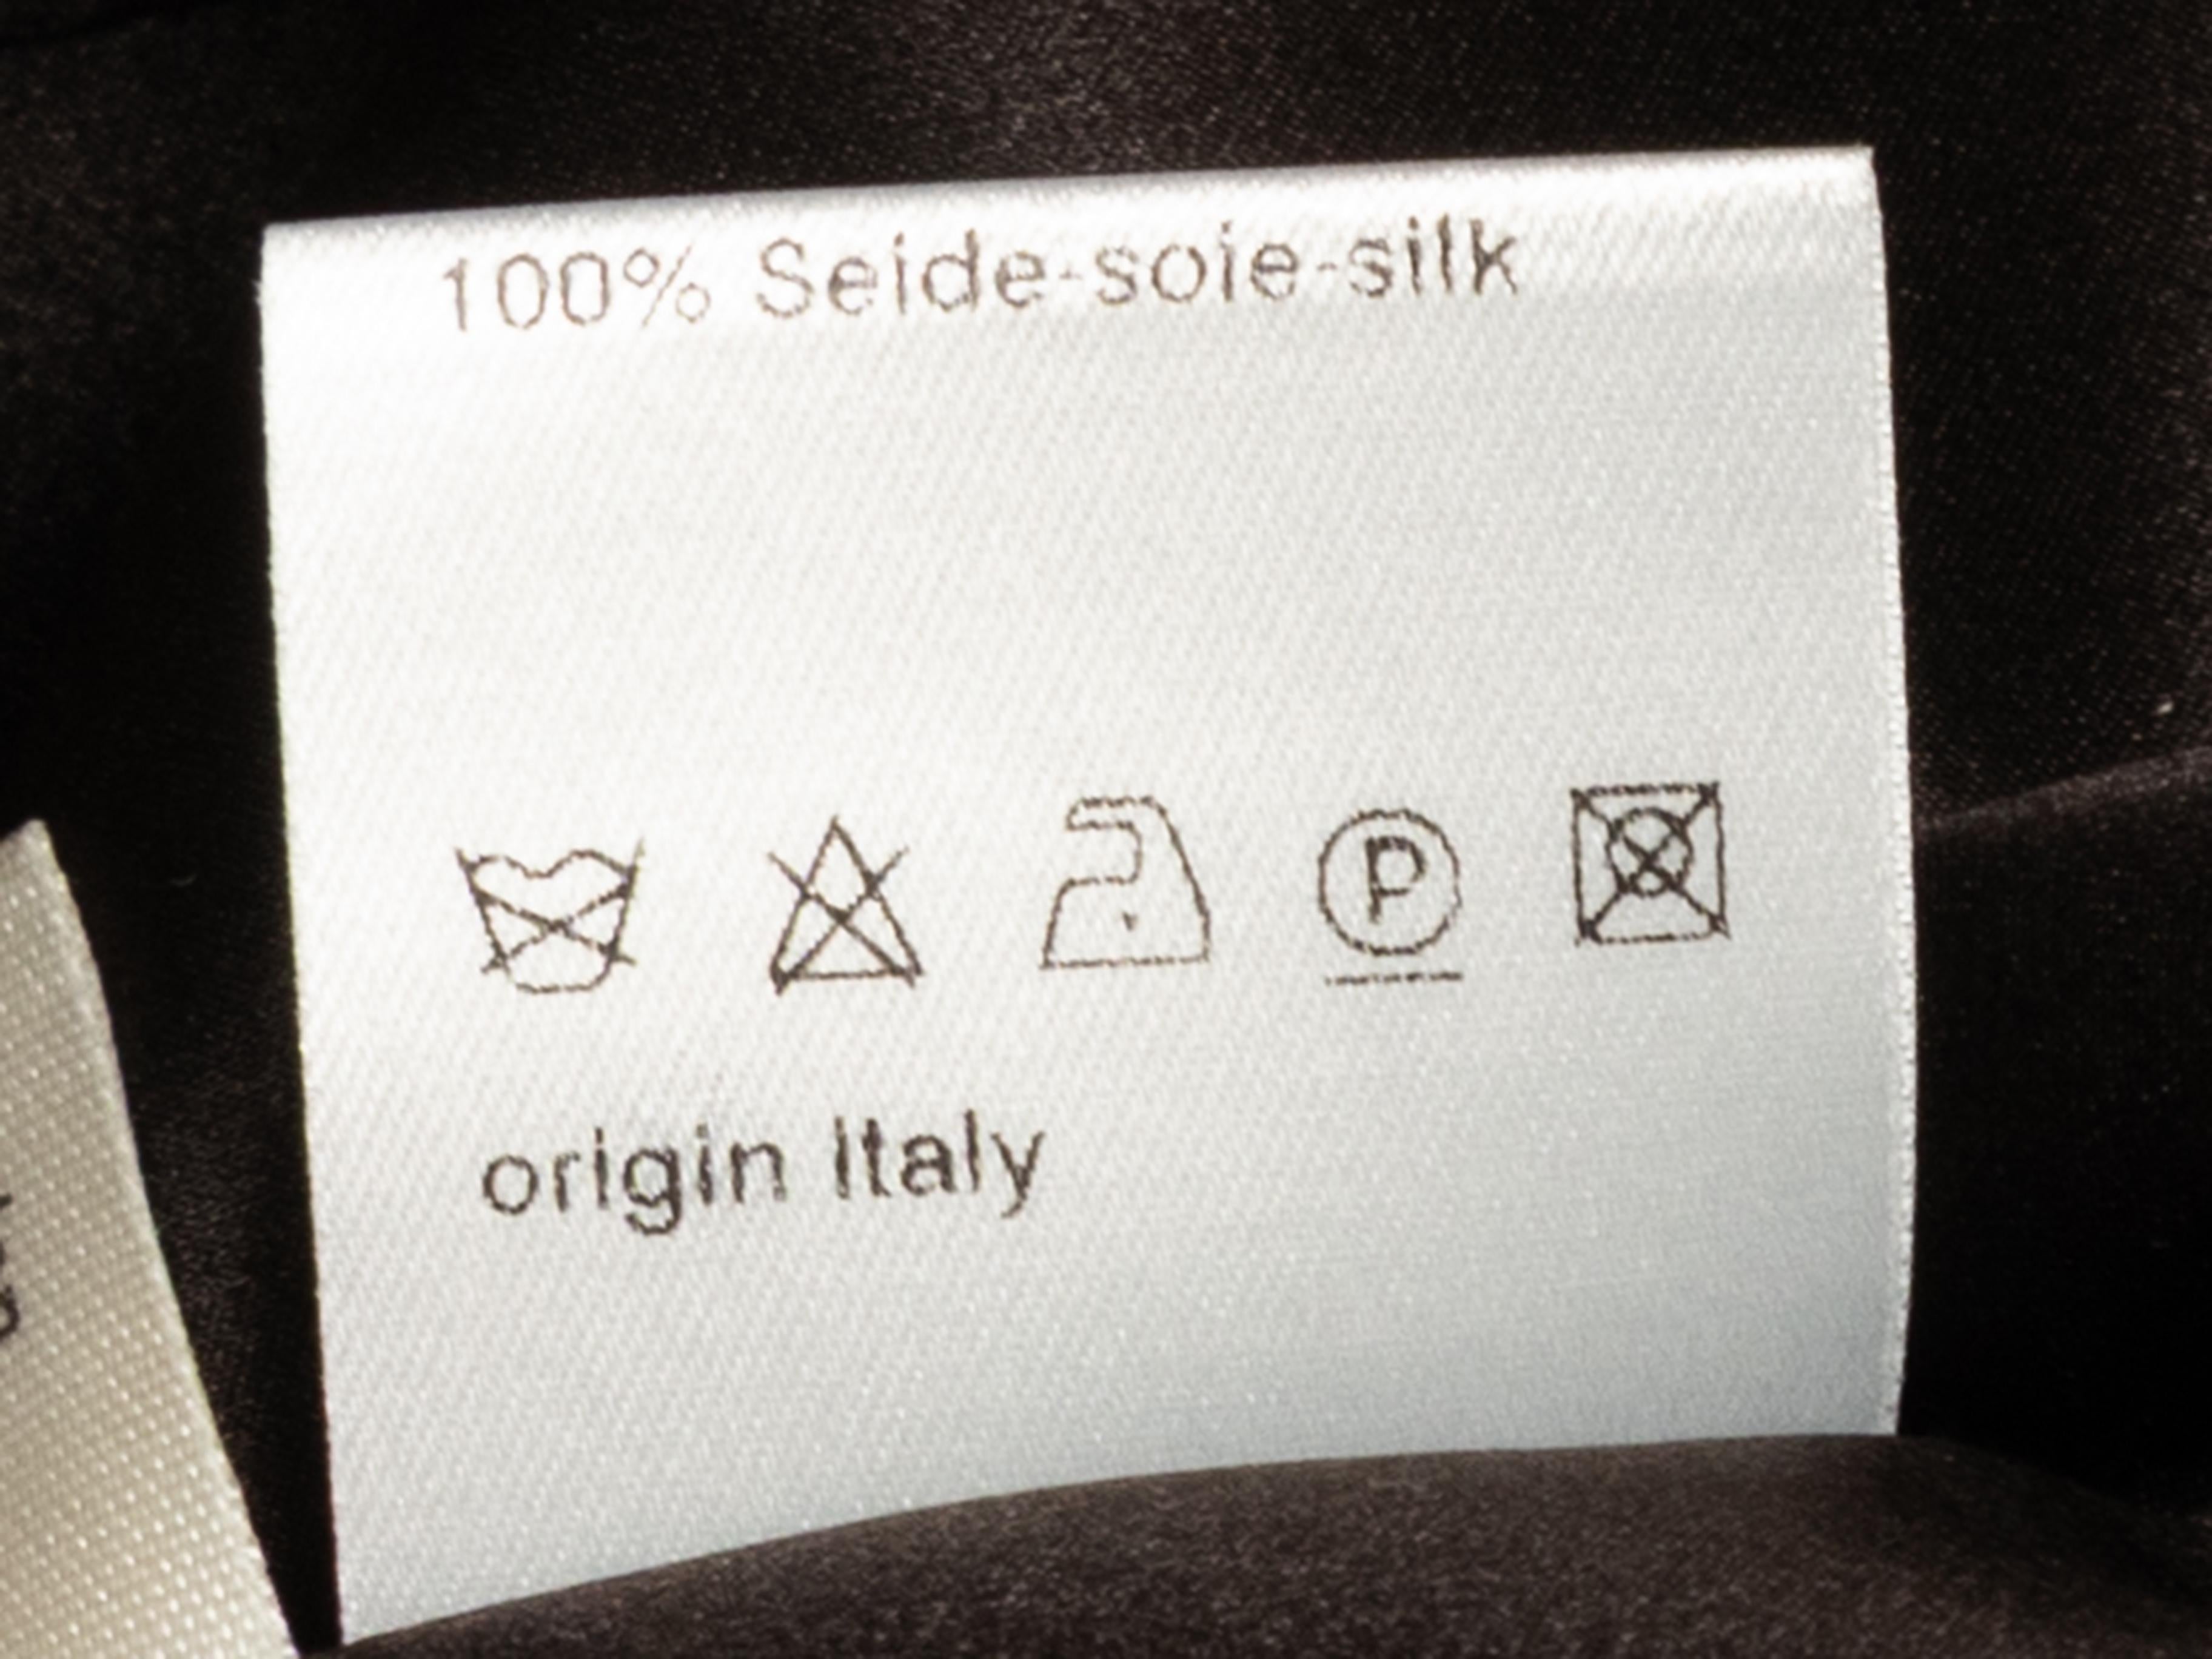 100% Seide-soie-silk
P
origin Italy